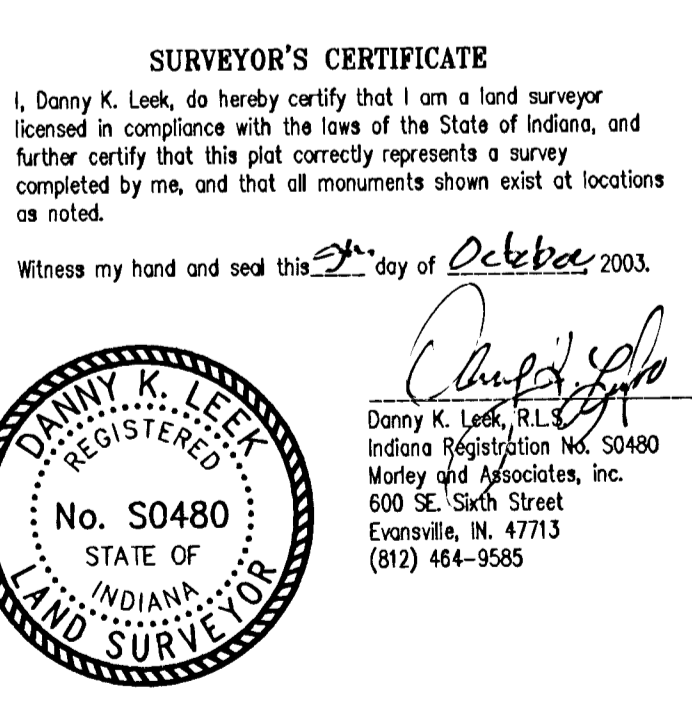 SURVEYOR'S CERTIFICATE
I, Danny K. Leek, do hereby certify that I am a land surveyor
licensed in compliance with the laws of the State of Indiana, and
further certify that this plat correctly represents a survey
completed by me, and that all monuments shown exist at locations
as noted.
Witness my hand and seal this day of October 2003.
Danny K. Leek, R.L.S.
Indiana Registration No. S0480
Morley and Associates, inc.
600 SE. Sixth Street
Evansville, IN. 47713
(812) 464-9585
DANNY K. LEEK
REGISTERED
No. S0480
STATE OF
INDIANA
LAND SURVEYOR